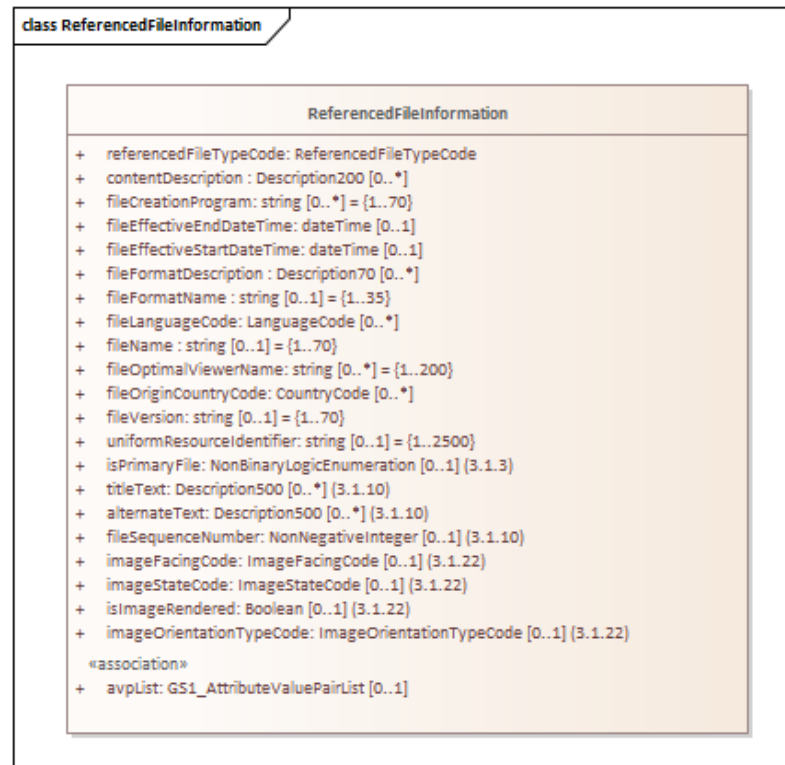 class ReferencedFileInformation
ReferencedFileInformation
+ referencedFileTypeCode: ReferencedFileTypeCode
+ contentDescription : Description200 [0..*]
+ fileCreationProgram: string [0..*] = {1..70}
+ fileEffectiveEndDateTime: dateTime [0..1]
+ fileEffectiveStartDateTime: dateTime [0..1]
+ fileFormatDescription : Description70 [0..*]
+ fileFormatName : string [0..1] = {1..35}
+ fileLanguageCode: LanguageCode [0..*]
+ fileName : string [0..1] = {1..70}
+ fileOptimalViewerName: string [0..*] = {1..200}
+ fileOriginCountryCode: CountryCode [0..*]
+ fileVersion: string [0..1] = {1..70}
+ uniformResourceIdentifier: string [0..1] = {1..2500}
+ isPrimaryFile: NonBinaryLogicEnumeration [0..1] (3.1.3)
+ titleText: Description500 [0..*] (3.1.10)
+ alternateText: Description500 [0..*] (3.1.10)
+ fileSequenceNumber: NonNegativeInteger [0..1] (3.1.10)
+ imageFacingCode: ImageFacingCode [0..1] (3.1.22)
+ imageStateCode: ImageStateCode [0..1] (3.1.22)
+ isImageRendered: Boolean [0..1] (3.1.22)
+ imageOrientationTypeCode: ImageOrientationTypeCode [0..1] (3.1.22)
«association»
+ avpList: GS1_AttributeValuePairList [0..1]